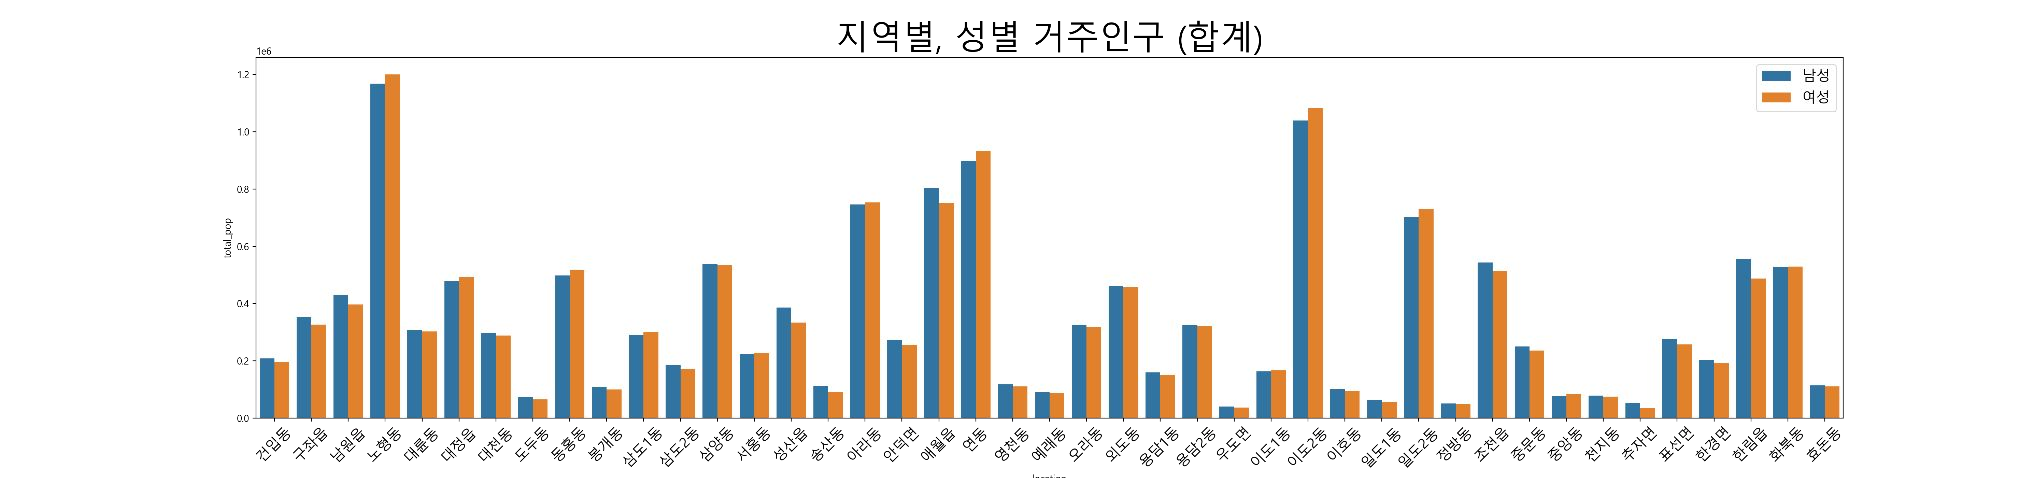 지역별, 성별 거주인구 (합계)
1e6
남성
여성
1.2
1.0
0.8
0.6
0.4
0.2
0.0
total_pop
건입동 구좌읍 남원읍 노형동 대륜동 대정읍 대천동 도두동 동홍동 봉개동 삼도1동 삼도2동 삼양동 서홍동 성산읍 송산동 아라동 안덕면 애월읍 연동 영천동 예래동 오라동 외도동 용담1동 용담2동 우도면 이도1동 이도2동 이호동 일도1동 일도2동 정방동 조천읍 중문동 중앙동 천지동 추자면 표선면 한경면 한림읍 화북동 효돈동
location